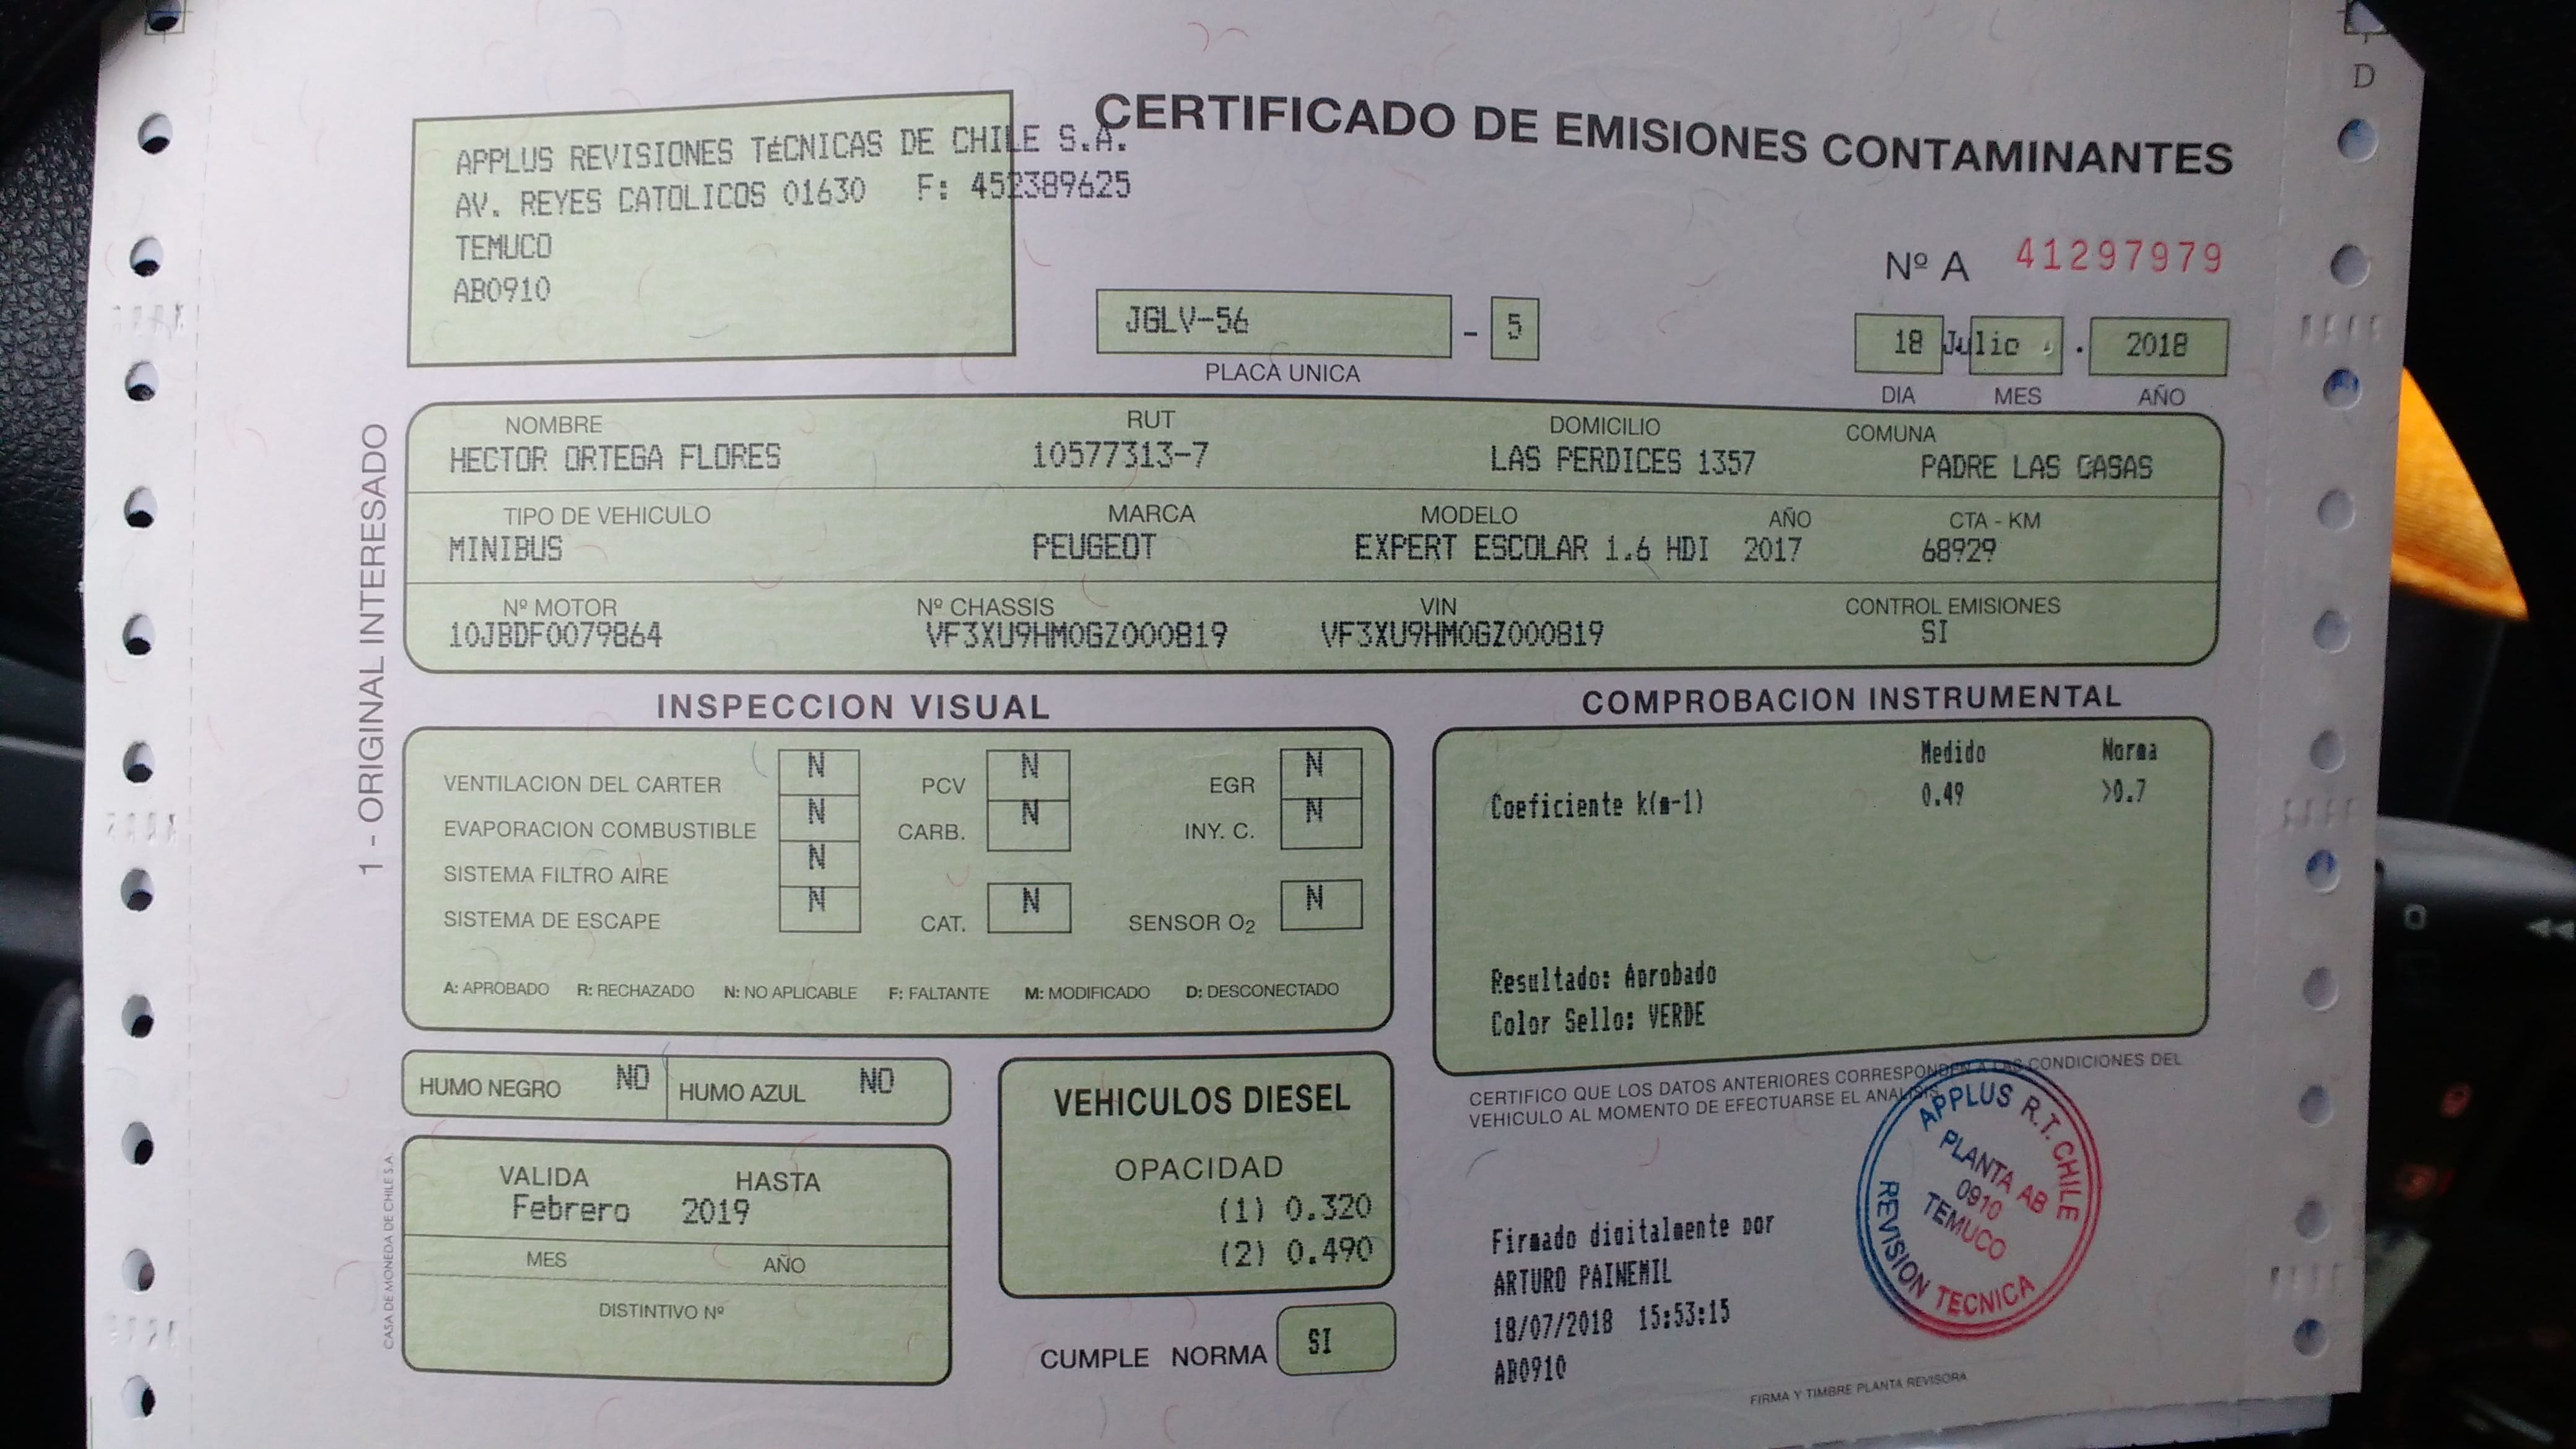 D
APPLUS REVISIONES TéCNICAS DE CHILE S.A.
AV. REYES CATOLICOS 01630 F: 452389625
TEMUCO
AB0910
CERTIFICADO DE EMISIONES CONTAMINANTES
Nº A 41297979
JGLV-56 - 5
PLACA UNICA
18 Julio . 2018
DIA MES AÑO
1 - ORIGINAL INTERESADO
NOMBRE RUT DOMICILIO COMUNA
HECTOR ORTEGA FLORES 10577313-7 LAS PERDICES 1357 PADRE LAS CASAS
TIPO DE VEHICULO MARCA MODELO AÑO CTA - KM
MINIBUS PEUGEOT EXPERT ESCOLAR 1.6 HDI 2017 68929
Nº MOTOR Nº CHASSIS VIN CONTROL EMISIONES
10JBDF0079864 VF3XU9HM0GZ000819 VF3XU9HM0GZ000819 SI
INSPECCION VISUAL
VENTILACION DEL CARTER N PCV N EGR N
EVAPORACION COMBUSTIBLE N CARB. N INY. C. N
SISTEMA FILTRO AIRE N
SISTEMA DE ESCAPE N CAT. N SENSOR O2 N
A: APROBADO R: RECHAZADO N: NO APLICABLE F: FALTANTE M: MODIFICADO D: DESCONECTADO
COMPROBACION INSTRUMENTAL
Medido Norma
Coeficiente k(m-1) 0.49 >0.7
Resultado: Aprobado
Color Sello: VERDE
HUMO NEGRO NO HUMO AZUL NO
VALIDA HASTA
Febrero 2019
MES AÑO
DISTINTIVO Nº
CASA DE MONEDA DE CHILE S.A.
VEHICULOS DIESEL
OPACIDAD
(1) 0.320
(2) 0.490
CUMPLE NORMA SI
CERTIFICO QUE LOS DATOS ANTERIORES CORRESPONDEN A LAS CONDICIONES DEL
VEHICULO AL MOMENTO DE EFECTUARSE EL ANALISIS
APPLUS R.T. CHILE
PLANTA AB
0910
TEMUCO
REVISION TECNICA
Firmado digitalmente por
ARTURO PAINEMIL
18/07/2018 15:53:15
AB0910
FIRMA Y TIMBRE PLANTA REVISORA